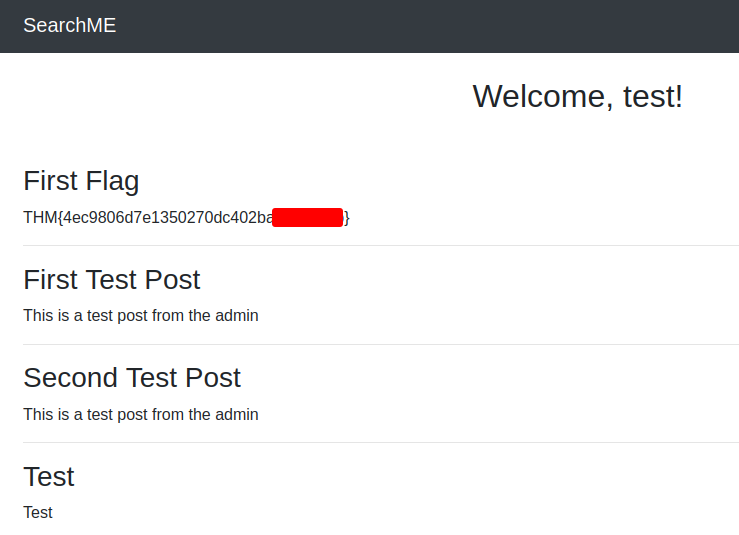 SearchME
Welcome, test!
First Flag
THM{4ec9806d7e1350270dc402ba}
First Test Post
This is a test post from the admin
Second Test Post
This is a test post from the admin
Test
Test